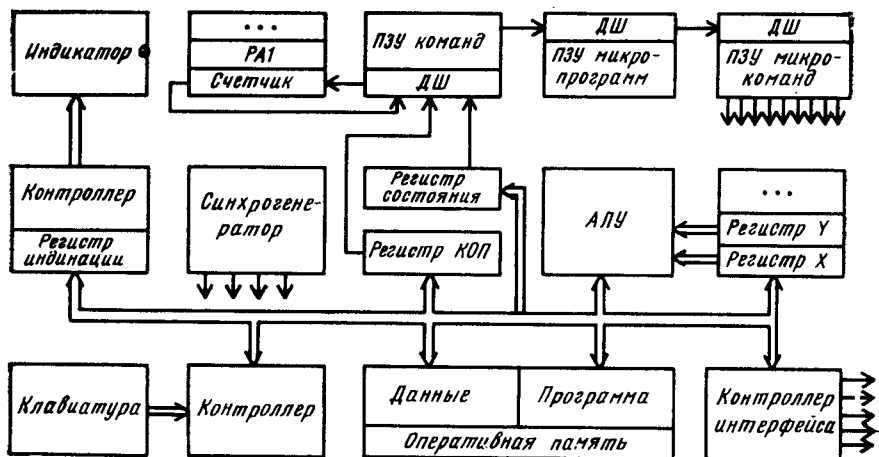 Индикатор
...
РА1
Счетчик
ПЗУ команд
ДШ
ДШ
ПЗУ микро-
программ
ДШ
ПЗУ микро-
команд
Контроллер
Регистр
индинации
Синхрогене-
ратор
Регистр
состояния
Регистр КОП
АЛУ
...
Регистр Y
Регистр X
Клавиатура
Контроллер
Данные
Программа
Оперативная память
Контроллер
интерфейса